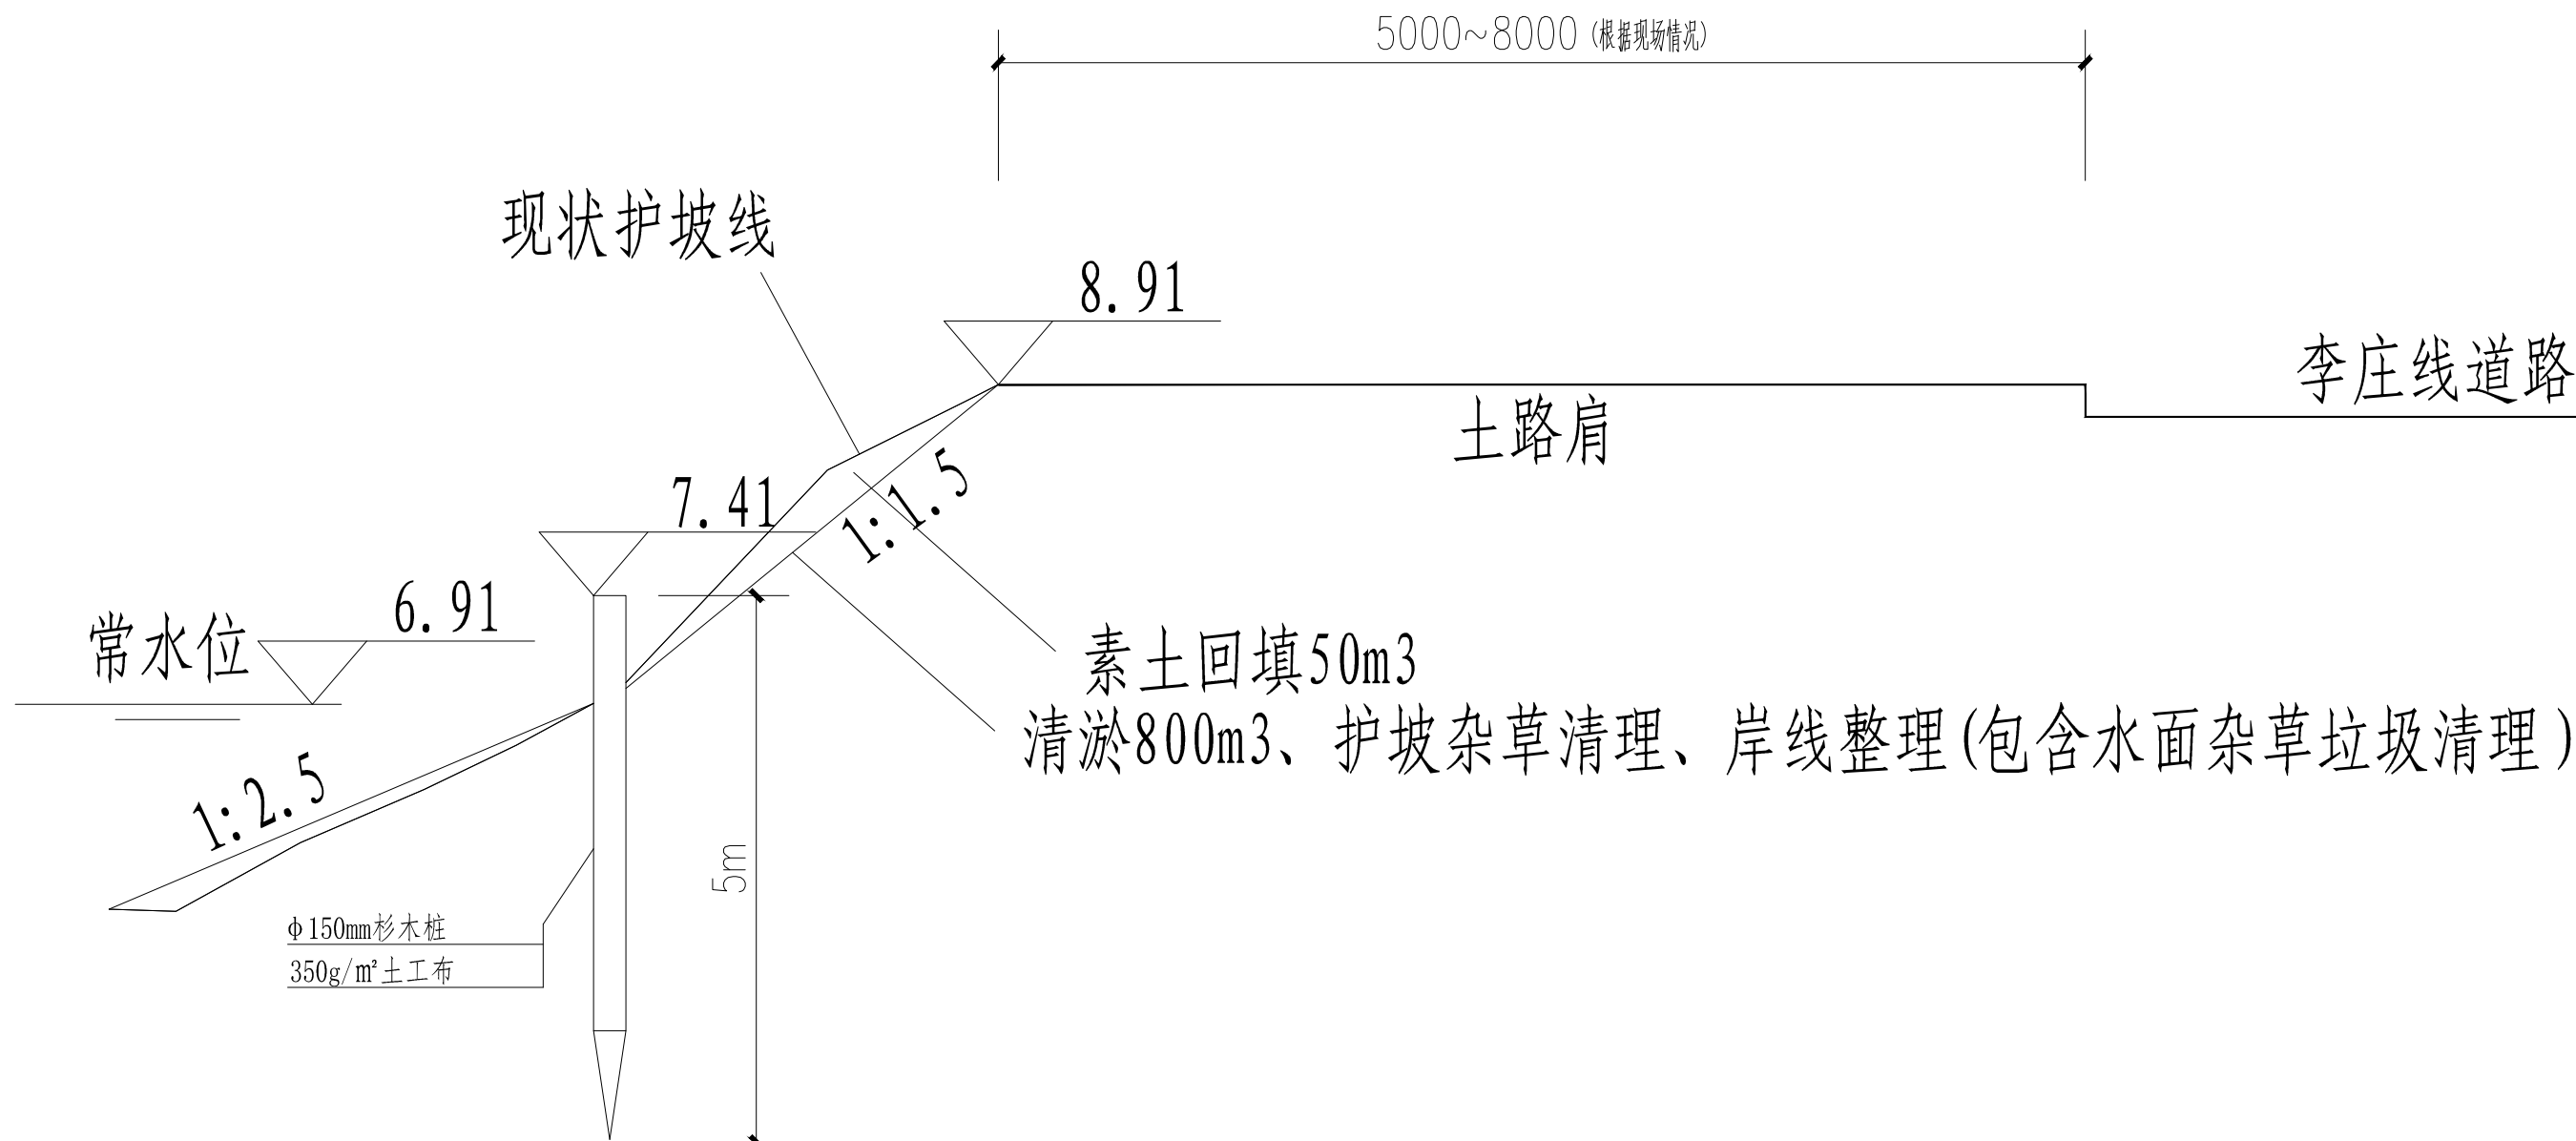 5000~8000 (根据现场情况)
现状护坡线
8.91
李庄线道路
土路肩
1:1.5
7.41
6.91
常水位
素土回填50m3
清淤800m3、护坡杂草清理、岸线整理(包含水面杂草垃圾清理)
1:2.5
5m
φ150mm杉木桩
350g/m²土工布